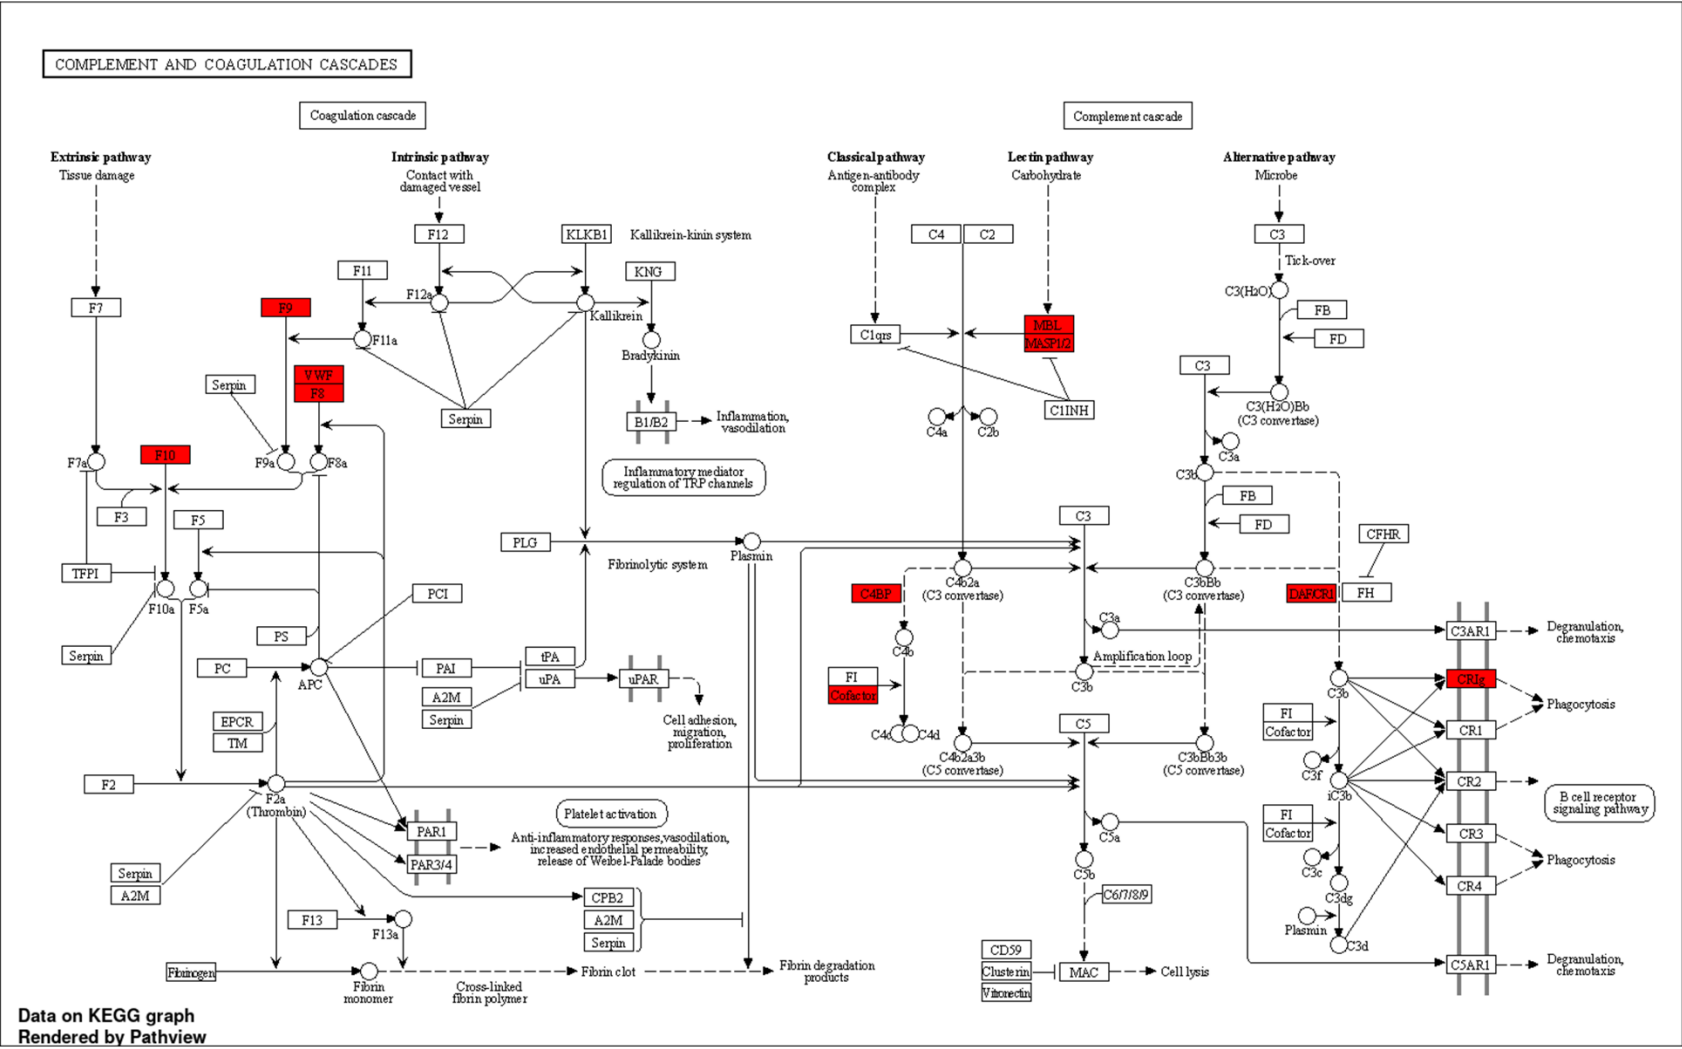 COMPLEMENT AND COAGULATION CASCADES
Coagulation cascade
Complement cascade
Extrinsic pathway
Tissue damage
Intrinsic pathway
Contact with
damaged vessel
Classical pathway
Antigen-antibody
complex
Lectin pathway
Carbohydrate
Alternative pathway
Microbe
F12
KLKB1
Kallikrein-kinin system
C4
C2
C3
F11
KNG
Tick-over
F12a
Kallikrein
C3(H2O)
F7
F9
FB
FD
F11a
Bradykinin
C1qrs
MBL
MASP1/2
C3
Serpin
VWF
F8
Serpin
B1/B2
Inflammation,
vasodilation
C4a
C2b
C1INH
C3(H2O)Bb
(C3 convertase)
C3a
F7a
F10
F9a
F8a
Inflammatory mediator
regulation of TRP channels
C3b
FB
FD
F3
F5
PLG
Plasmin
C3
CFHR
TFPI
Fibrinolytic system
C4b2a
(C3 convertase)
C3bBb
(C3 convertase)
F10a
F5a
PCI
C4BP
DAF
CR1
FH
PS
C3a
C3AR1
Degranulation,
chemotaxis
Serpin
PC
APC
PAI
tPA
uPA
uPAR
C4b
Amplification loop
C3b
C3b
CRIg
Phagocytosis
A2M
Serpin
FI
Cofactor
EPCR
TM
Cell adhesion,
migration,
proliferation
C4c
C4d
C5
FI
Cofactor
CR1
C4b2a3b
(C5 convertase)
C3bBb3b
(C5 convertase)
C3f
F2
F2a
(Thrombin)
iC3b
CR2
B cell receptor
signaling pathway
Platelet activation
PAR1
PAR3/4
Anti-inflammatory responses, vasodilation,
increased endothelial permeability,
release of Weibel-Palade bodies
C5a
FI
Cofactor
CR3
Phagocytosis
C5b
C3c
Serpin
A2M
CPB2
A2M
Serpin
C6/7/8/9
C3dg
CR4
F13
F13a
Plasmin
C3d
Fibrinogen
Fibrin
monomer
Cross-linked
fibrin polymer
Fibrin clot
Fibrin degradation
products
CD59
Clusterin
Vitronectin
MAC
Cell lysis
C5AR1
Degranulation,
chemotaxis
Data on KEGG graph
Rendered by Pathview